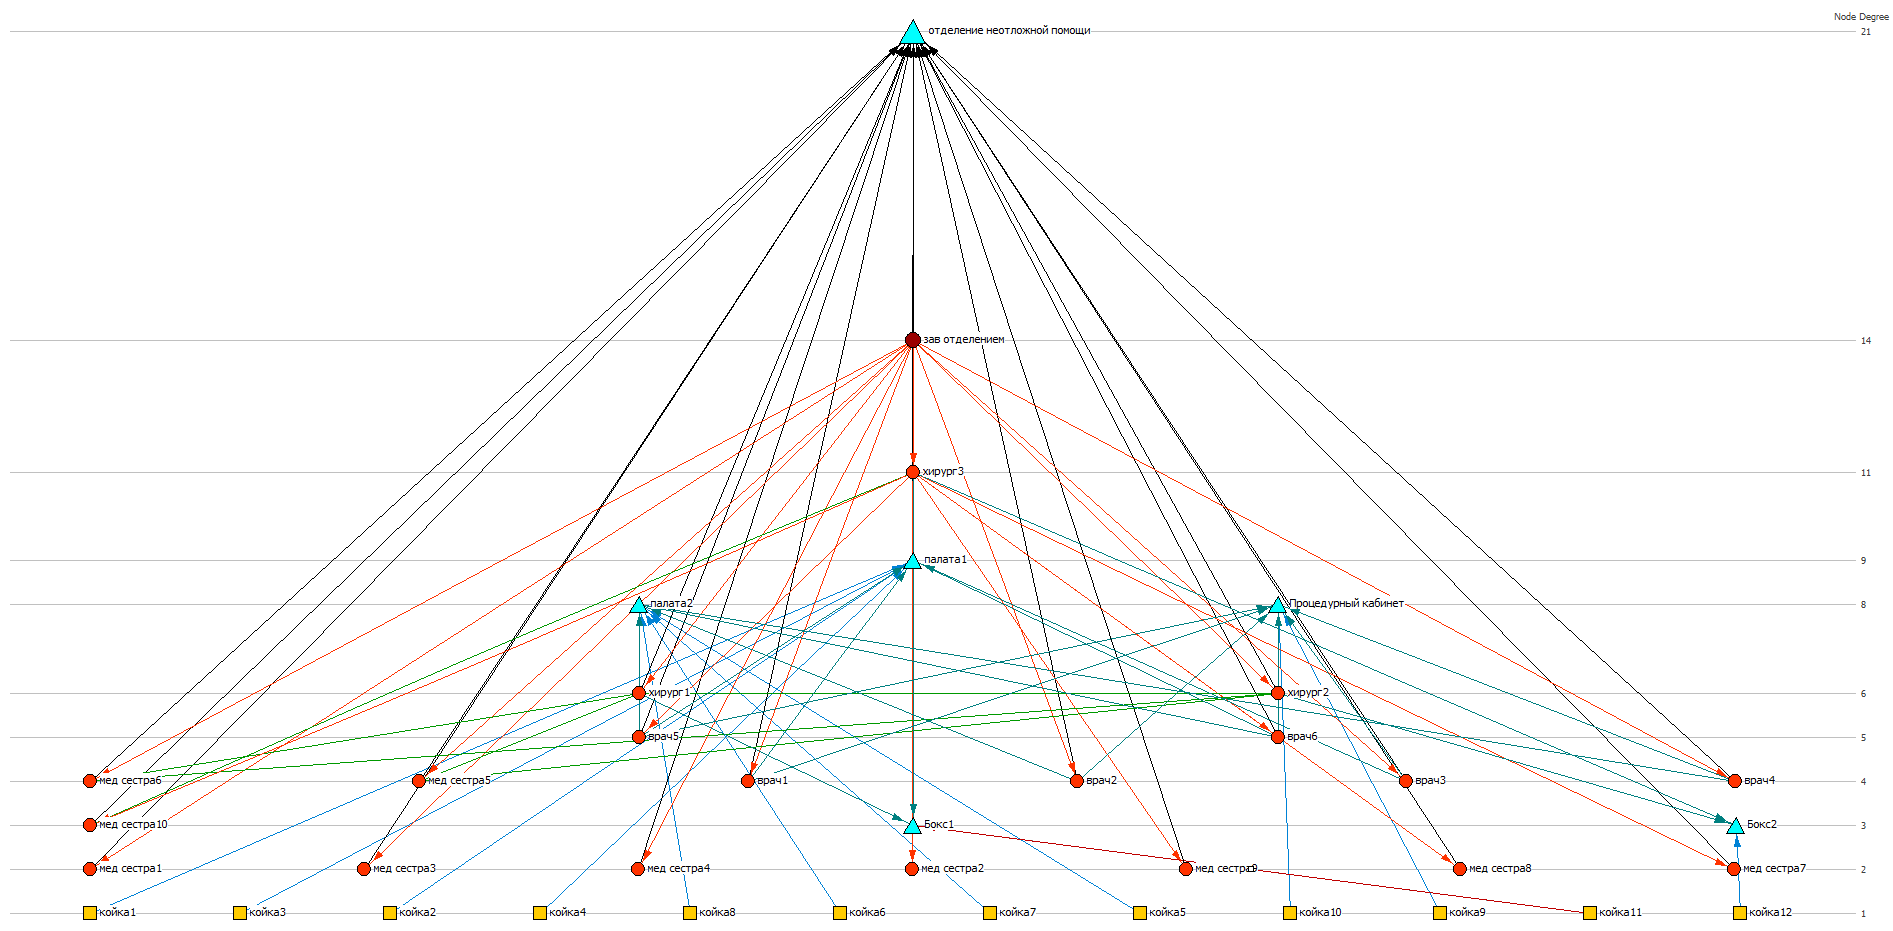 Node Degree
отделение неотложной помощи
21
зав отделением
14
хирург3
11
палата1
9
палата2
Процедурный кабинет
8
хирург1
хирург2
6
врач5
врач6
5
мед сестра6
мед сестра5
врач1
врач2
врач3
врач4
4
мед сестра10
Бокс1
Бокс2
3
мед сестра1
мед сестра3
мед сестра4
мед сестра2
мед сестра9
мед сестра8
мед сестра7
2
койка1
койка3
койка2
койка4
койка8
койка6
койка7
койка5
койка10
койка9
койка11
койка12
1